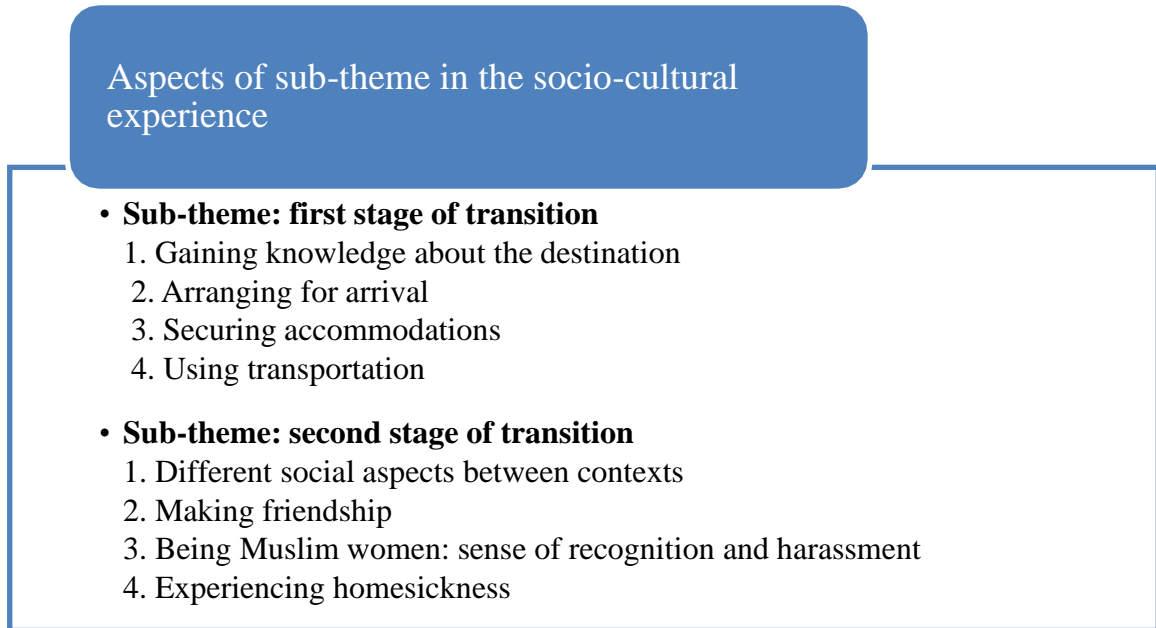 Aspects of sub-theme in the socio-cultural
experience
• Sub-theme: first stage of transition
1. Gaining knowledge about the destination
2. Arranging for arrival
3. Securing accommodations
4. Using transportation
• Sub-theme: second stage of transition
1. Different social aspects between contexts
2. Making friendship
3. Being Muslim women: sense of recognition and harassment
4. Experiencing homesickness